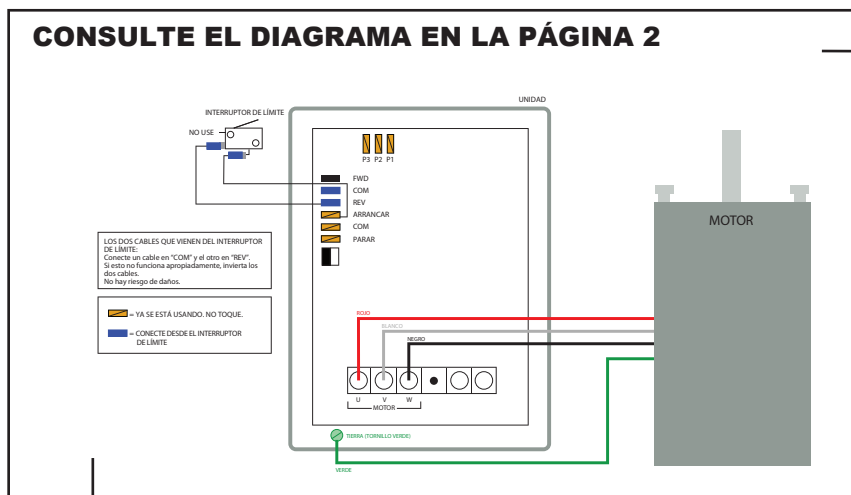 CONSULTE EL DIAGRAMA EN LA PÁGINA 2
UNIDAD
INTERRUPTOR DE LÍMITE
NO USE
P3 P2 P1
FWD
COM
REV
ARRANCAR
COM
PARAR
MOTOR
LOS DOS CABLES QUE VIENEN DEL INTERRUPTOR
DE LÍMITE:
Conecte un cable en "COM" y el otro en "REV".
Si esto no funciona apropiadamente, invierta los
dos cables.
No hay riesgo de daños.
= YA SE ESTÁ USANDO. NO TOQUE.
= CONECTE DESDE EL INTERRUPTOR
DE LÍMITE
ROJO
BLANCO
NEGRO
U V W
MOTOR
TIERRA (TORNILLO VERDE)
VERDE